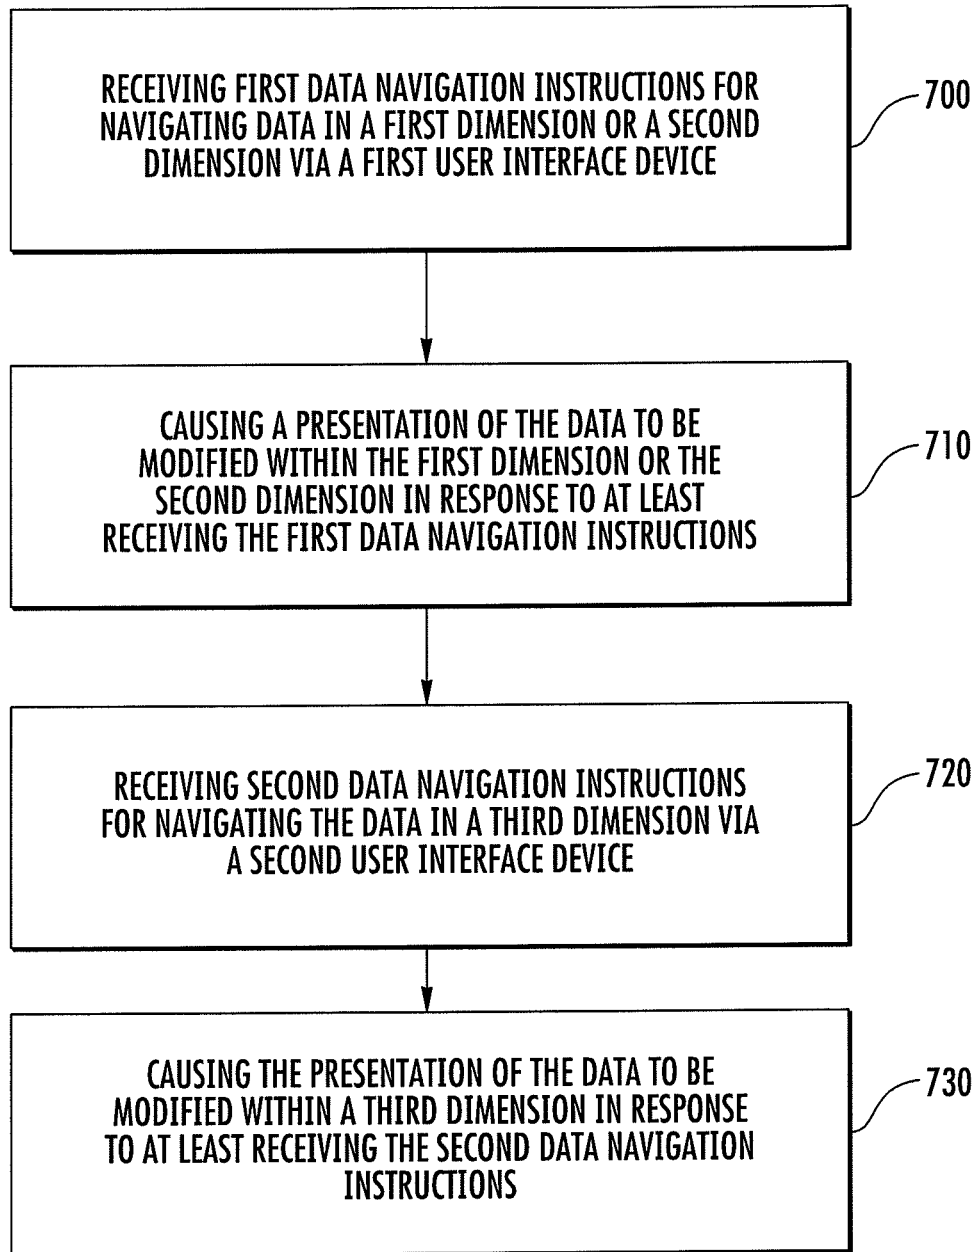 RECEIVING FIRST DATA NAVIGATION INSTRUCTIONS FOR
NAVIGATING DATA IN A FIRST DIMENSION OR A SECOND
DIMENSION VIA A FIRST USER INTERFACE DEVICE
700
CAUSING A PRESENTATION OF THE DATA TO BE
MODIFIED WITHIN THE FIRST DIMENSION OR THE
SECOND DIMENSION IN RESPONSE TO AT LEAST
RECEIVING THE FIRST DATA NAVIGATION INSTRUCTIONS
710
RECEIVING SECOND DATA NAVIGATION INSTRUCTIONS
FOR NAVIGATING THE DATA IN A THIRD DIMENSION VIA
A SECOND USER INTERFACE DEVICE
720
CAUSING THE PRESENTATION OF THE DATA TO BE
MODIFIED WITHIN A THIRD DIMENSION IN RESPONSE
TO AT LEAST RECEIVING THE SECOND DATA NAVIGATION
INSTRUCTIONS
730